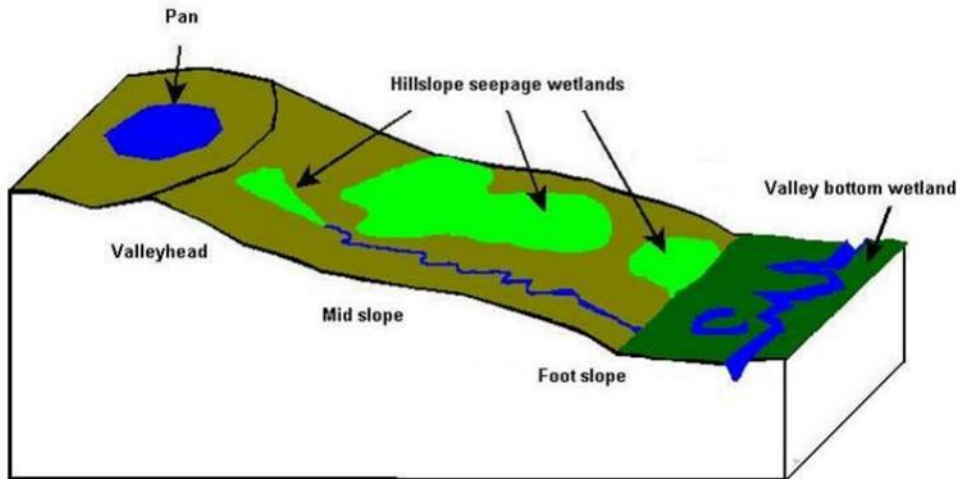 Pan
Hillslope seepage wetlands
Valley bottom wetland
Valleyhead
Mid slope
Foot slope